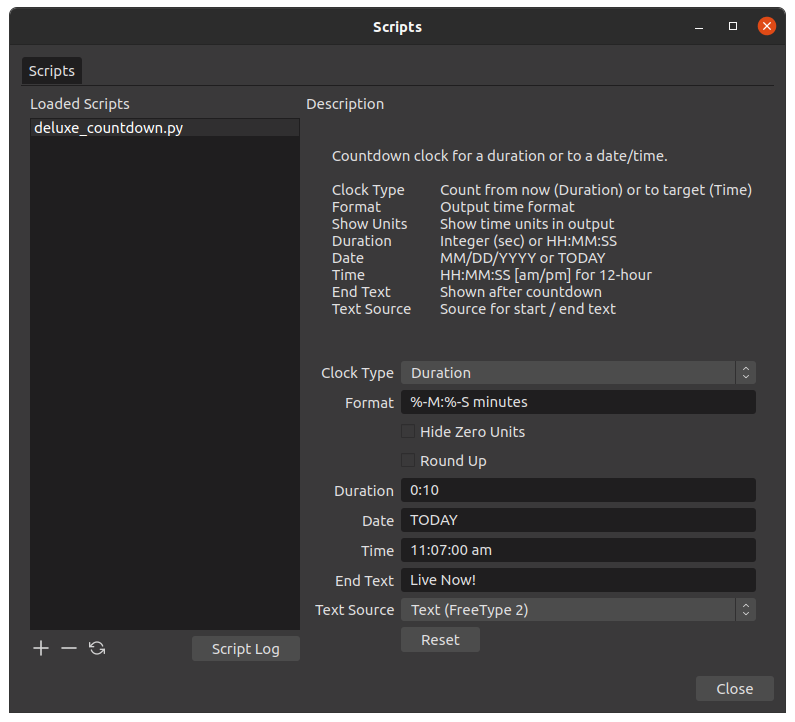 Scripts
Scripts
Loaded Scripts
deluxe_countdown.py
Script Log
Description
Countdown clock for a duration or to a date/time.
Clock Type Count from now (Duration) or to target (Time)
Format Output time format
Show Units Show time units in output
Duration Integer (sec) or HH:MM:SS
Date MM/DD/YYYY or TODAY
Time HH:MM:SS [am/pm] for 12-hour
End Text Shown after countdown
Text Source Source for start / end text
Clock Type Duration
Format %-M:%-S minutes
Hide Zero Units
Round Up
Duration 0:10
Date TODAY
Time 11:07:00 am
End Text Live Now!
Text Source Text (FreeType 2)
Reset
Close